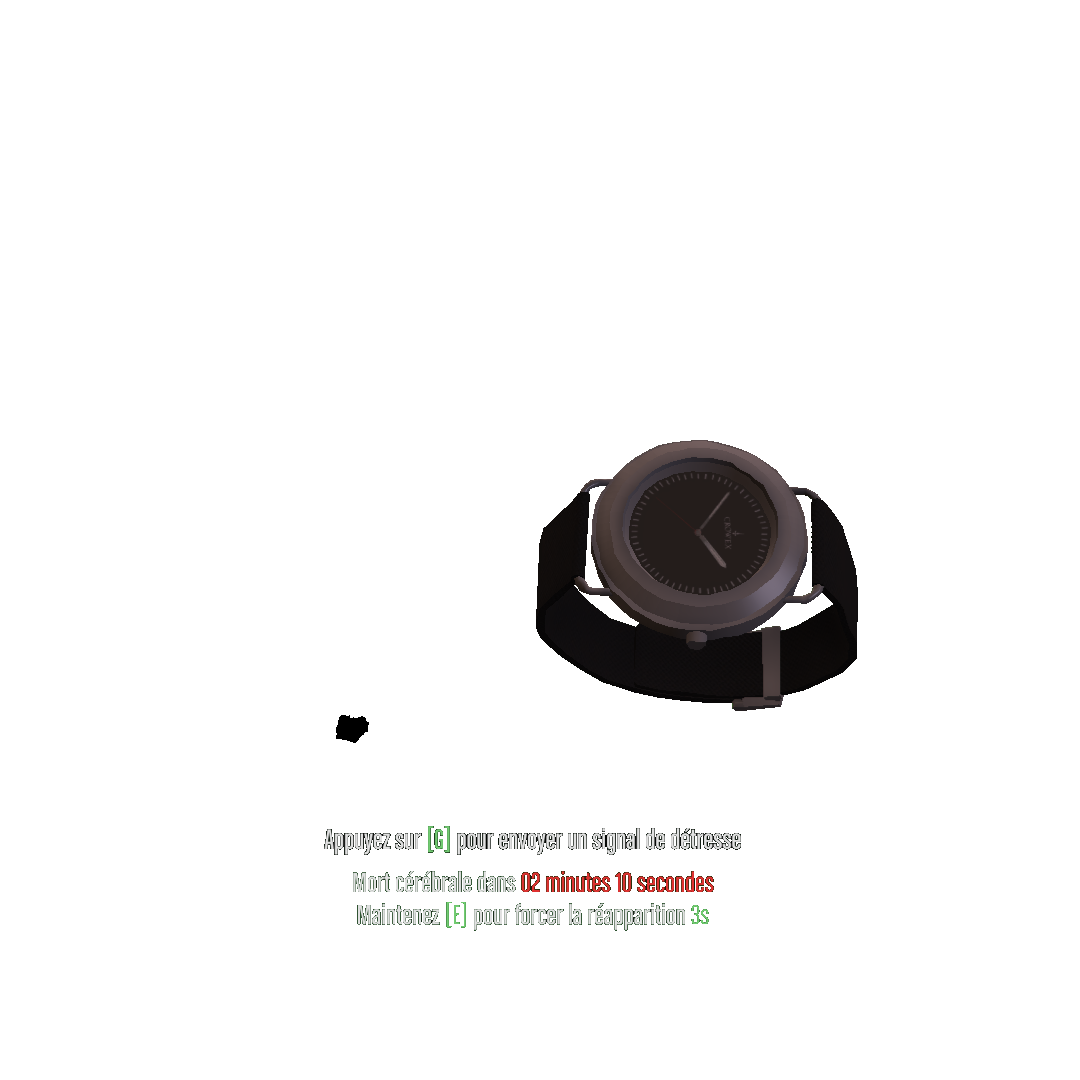 Appuyez sur [G] pour envoyer un signal de détresse
Mort cérébrale dans 02 minutes 10 secondes
Maintenez [E] pour forcer la réapparition 3s